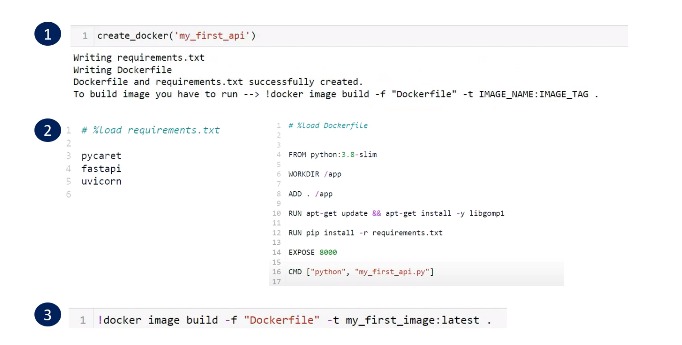 1
1 create_docker('my_first_api')
Writing requirements.txt
Writing Dockerfile
Dockerfile and requirements.txt successfully created.
To build image you have to run --> !docker image build -f "Dockerfile" -t IMAGE_NAME:IMAGE_TAG .
2
1 # %load requirements.txt
2
3 pycaret
4 fastapi
5 uvicorn
6
1 # %load Dockerfile
2
3
4 FROM python:3.8-slim
5
6 WORKDIR /app
7
8 ADD . /app
9
10 RUN apt-get update && apt-get install -y libgomp1
11
12 RUN pip install -r requirements.txt
13
14 EXPOSE 8000
15
16 CMD ["python", "my_first_api.py"]
17
3
1 !docker image build -f "Dockerfile" -t my_first_image:latest .